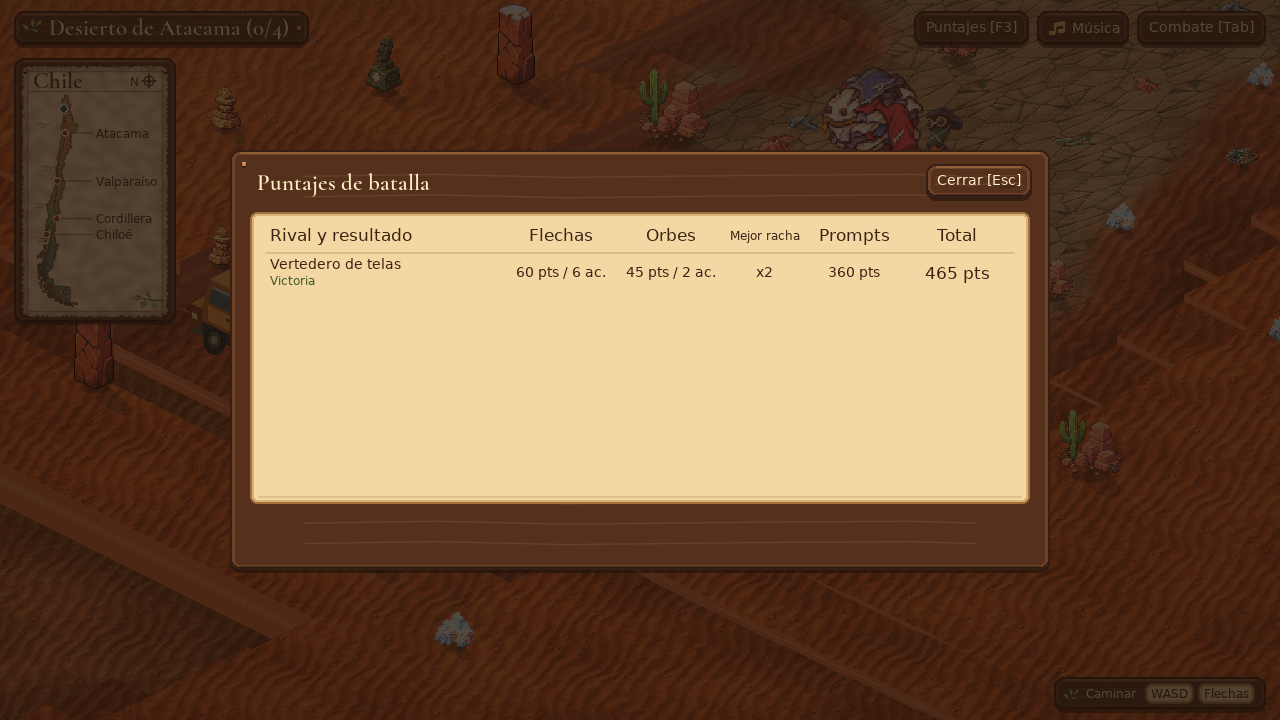 Desierto de Atacama (0/4)
Puntajes [F3]
Música
Combate [Tab]
Chile
N
Atacama
Valparaíso
Cordillera
Chiloé
Puntajes de batalla
Cerrar [Esc]
Rival y resultado Flechas Orbes Mejor racha Prompts Total
Vertedero de telas 60 pts / 6 ac. 45 pts / 2 ac. x2 360 pts 465 pts
Victoria
Caminar WASD Flechas